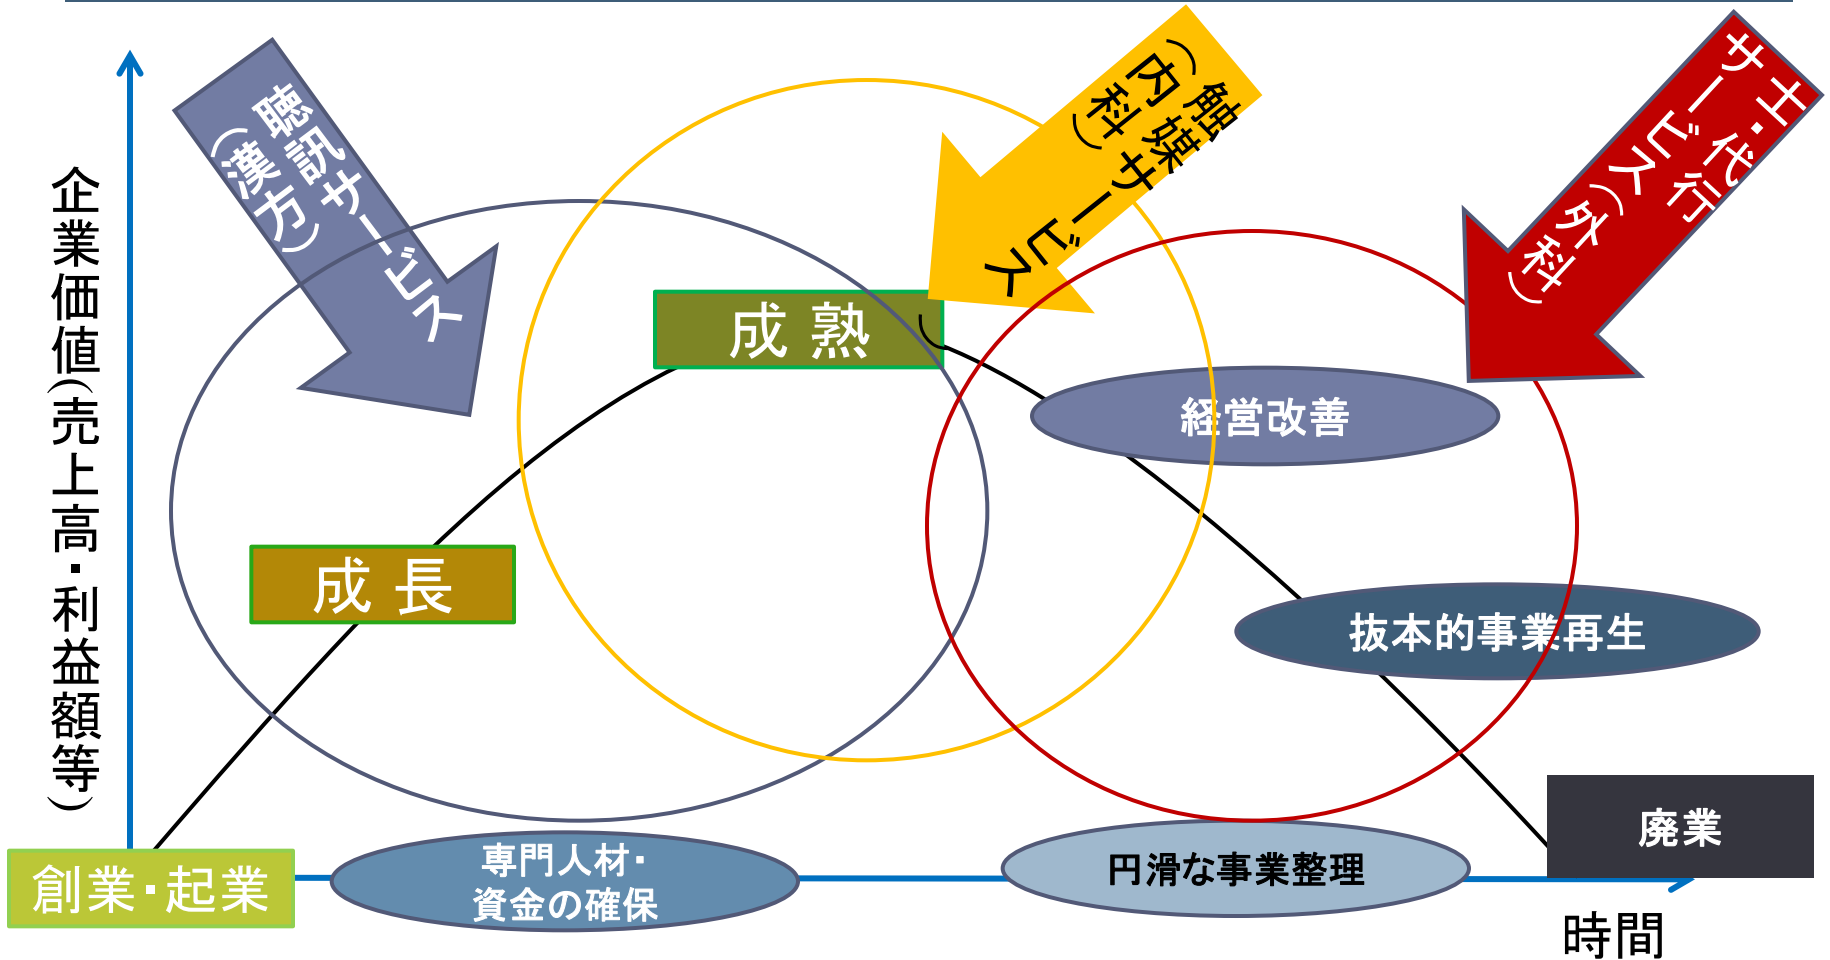 聴訊サービス
(漢方)
触媒サービス
(内科)
士・代行
サービス(外科)
企業価値(売上高・利益額等)
成 熟
経営改善
成 長
抜本的事業再生
廃業
創業・起業
専門人材・
資金の確保
円滑な事業整理
時間